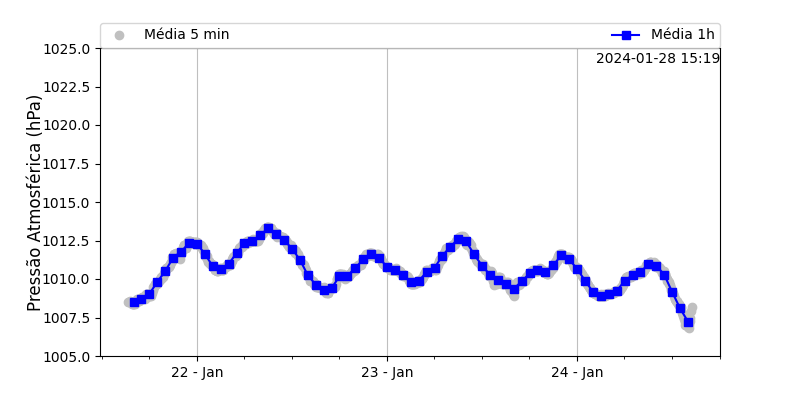 Média 5 min
Média 1h
2024-01-28 15:19
Pressão Atmosférica (hPa)
1025.0
1022.5
1020.0
1017.5
1015.0
1012.5
1010.0
1007.5
1005.0
22 - Jan
23 - Jan
24 - Jan